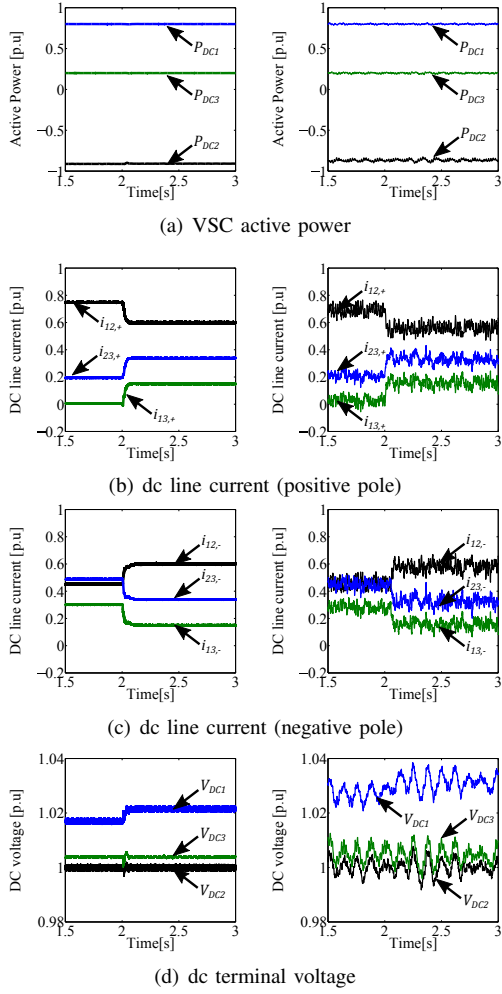 1
0.5
0
−0.5
−1
1.5
2
2.5
3
Active Power [p.u]
Time[s]
P_DC1
P_DC3
P_DC2
1
0.5
0
−0.5
−1
1.5
2
2.5
3
Active Power [p.u]
Time[s]
P_DC1
P_DC3
P_DC2
(a) VSC active power
1
0.8
0.6
0.4
0.2
0
−0.2
1.5
2
2.5
3
DC line current [p.u]
Time[s]
i_12,+
i_23,+
i_13,+
1
0.8
0.6
0.4
0.2
0
−0.2
1.5
2
2.5
3
DC line current [p.u]
Time[s]
i_12,+
i_23,+
i_13,+
(b) dc line current (positive pole)
1
0.8
0.6
0.4
0.2
0
−0.2
1.5
2
2.5
3
DC line current [p.u]
Time[s]
i_12,-
i_23,-
i_13,-
1
0.8
0.6
0.4
0.2
0
−0.2
1.5
2
2.5
3
DC line current [p.u]
Time[s]
i_12,-
i_23,-
i_13,-
(c) dc line current (negative pole)
1.04
1.02
1
0.98
1.5
2
2.5
3
DC voltage [p.u]
Time[s]
V_DC1
V_DC3
V_DC2
1.04
1.02
1
0.98
1.5
2
2.5
3
DC voltage [p.u]
Time[s]
V_DC1
V_DC3
V_DC2
(d) dc terminal voltage